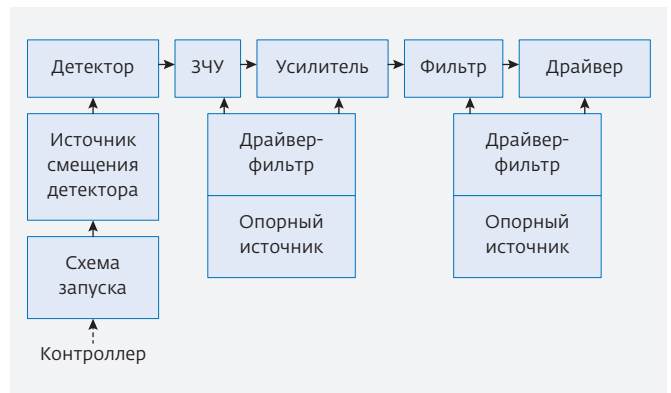 Детектор
ЗЧУ
Усилитель
Фильтр
Драйвер
Источник
смещения
детектора
Драйвер-
фильтр
Опорный
источник
Драйвер-
фильтр
Опорный
источник
Схема
запуска
Контроллер